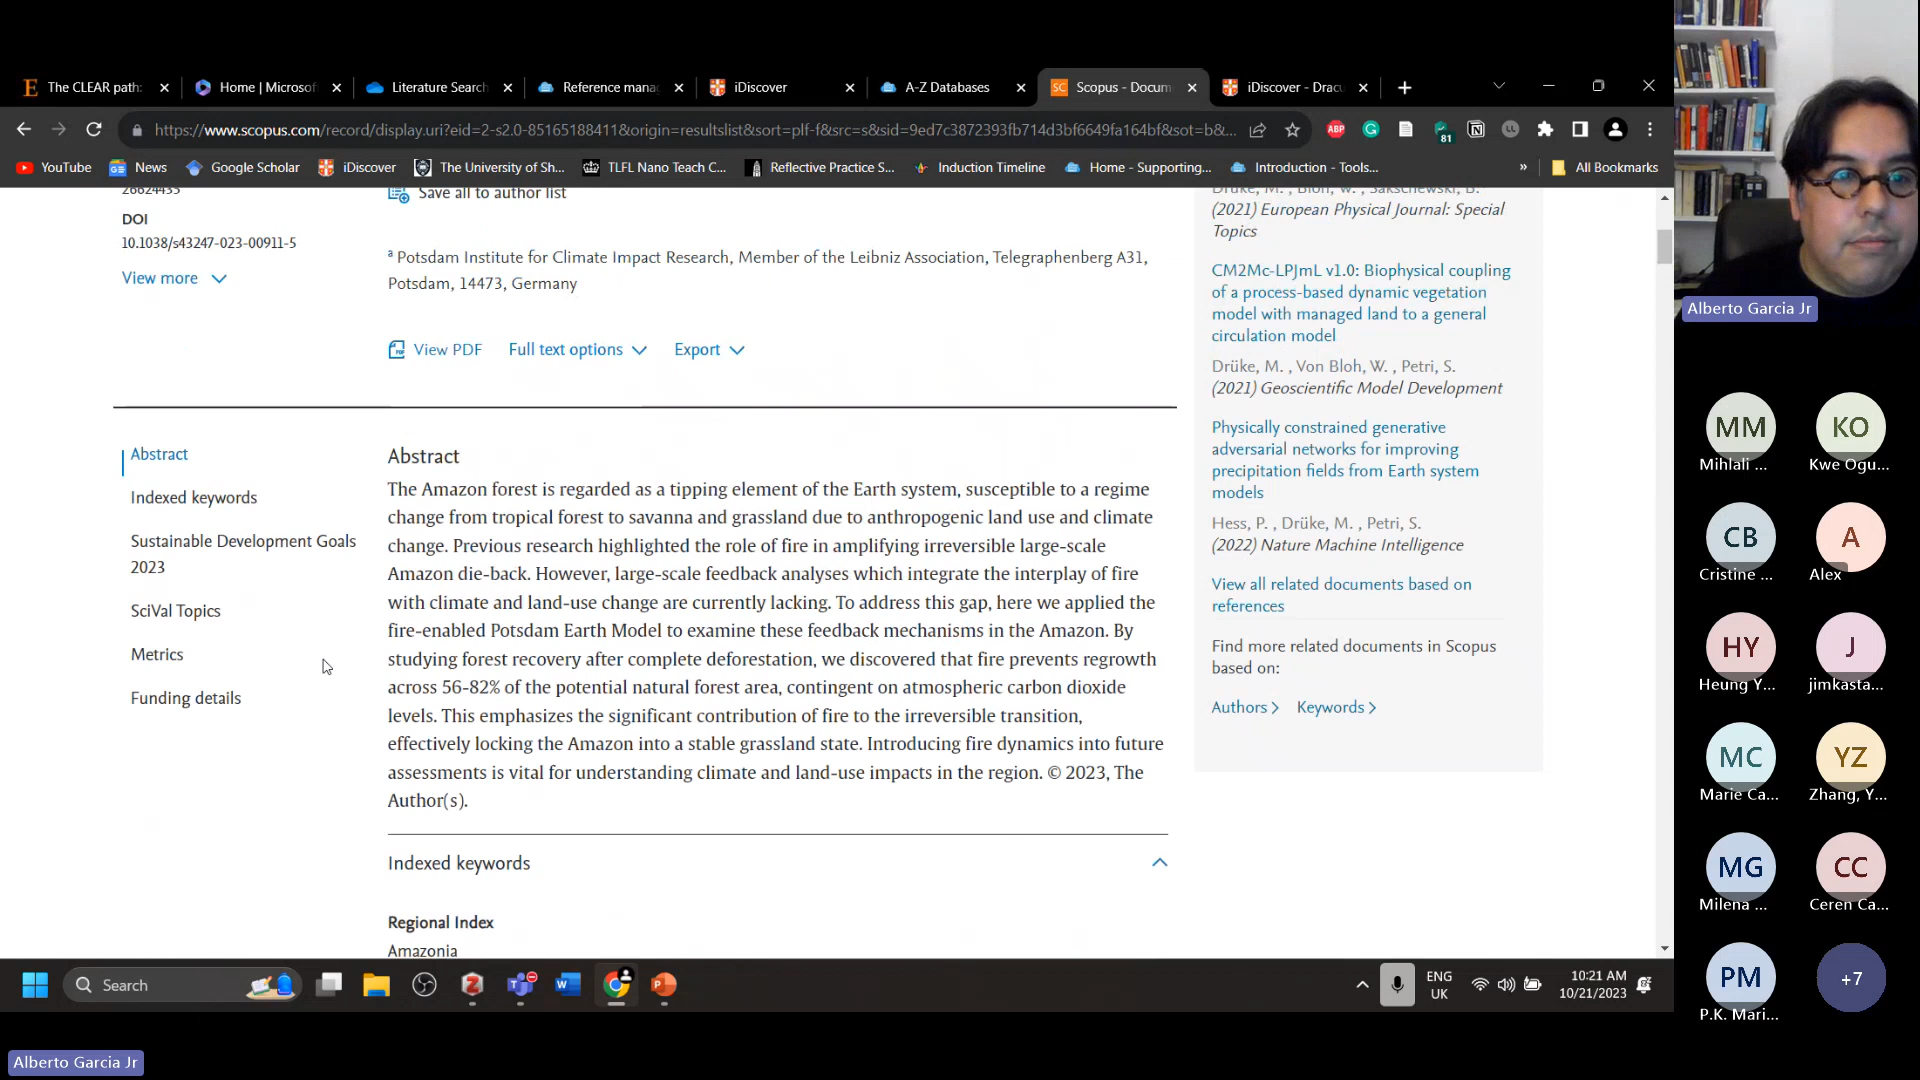 The CLEAR path:
Home | Microsof
Literature Search
Reference mana
iDiscover
A-Z Databases
Scopus - Docum
iDiscover - Drac
https://www.scopus.com/record/display.uri?eid=2-s2.0-85165188411&origin=resultslist&sort=plf-f&src=s&sid=9ed7c3872393fb714d3bf6649fa164bf&sot=b&...
81
YouTube
News
Google Scholar
iDiscover
The University of Sh...
TLFL Nano Teach C...
Reflective Practice S...
Induction Timeline
Home - Supporting...
Introduction - Tools...
All Bookmarks
26624435
DOI
10.1038/s43247-023-00911-5
View more
Save all to author list
a Potsdam Institute for Climate Impact Research, Member of the Leibniz Association, Telegraphenberg A31,
Potsdam, 14473, Germany
View PDF
Full text options
Export
Abstract
Indexed keywords
Sustainable Development Goals
2023
SciVal Topics
Metrics
Funding details
Abstract
The Amazon forest is regarded as a tipping element of the Earth system, susceptible to a regime
change from tropical forest to savanna and grassland due to anthropogenic land use and climate
change. Previous research highlighted the role of fire in amplifying irreversible large-scale
Amazon die-back. However, large-scale feedback analyses which integrate the interplay of fire
with climate and land-use change are currently lacking. To address this gap, here we applied the
fire-enabled Potsdam Earth Model to examine these feedback mechanisms in the Amazon. By
studying forest recovery after complete deforestation, we discovered that fire prevents regrowth
across 56-82% of the potential natural forest area, contingent on atmospheric carbon dioxide
levels. This emphasizes the significant contribution of fire to the irreversible transition,
effectively locking the Amazon into a stable grassland state. Introducing fire dynamics into future
assessments is vital for understanding climate and land-use impacts in the region. © 2023, The
Author(s).
Indexed keywords
Regional Index
Amazonia
Drüke, M. , Bloh, W. , Sakschewski, B.
(2021) European Physical Journal: Special
Topics
CM2Mc-LPJmL v1.0: Biophysical coupling
of a process-based dynamic vegetation
model with managed land to a general
circulation model
Drüke, M. , Von Bloh, W. , Petri, S.
(2021) Geoscientific Model Development
Physically constrained generative
adversarial networks for improving
precipitation fields from Earth system
models
Hess, P. , Drüke, M. , Petri, S.
(2022) Nature Machine Intelligence
View all related documents based on
references
Find more related documents in Scopus
based on:
Authors
Keywords
Search
ENG
UK
10:21 AM
10/21/2023
Alberto Garcia Jr
MM
Mihlali ...
KO
Kwe Ogu...
CB
Cristine ...
A
Alex
HY
Heung Y...
J
jimkasta...
MC
Marie Ca...
YZ
Zhang, Y...
MG
Milena ...
CC
Ceren Ca...
PM
P.K. Mari...
+7
Alberto Garcia Jr